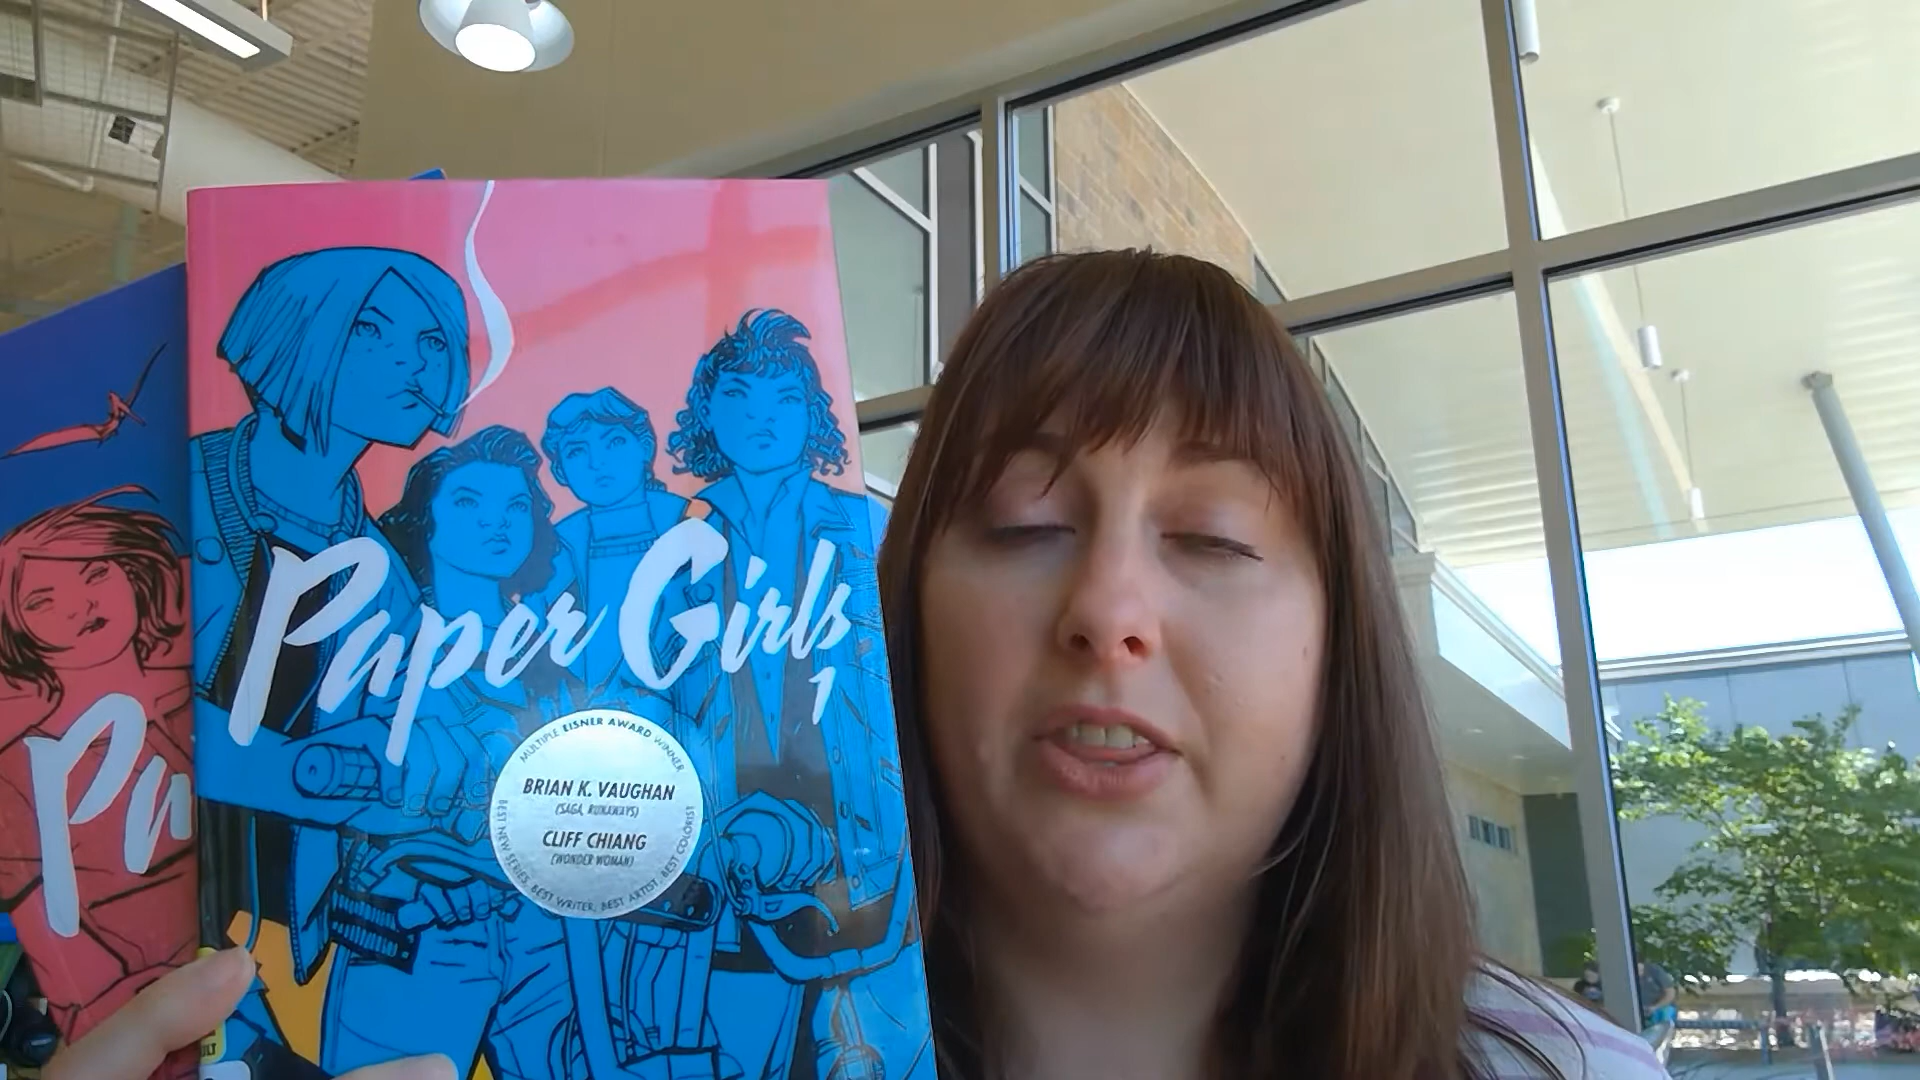 Paper Girls
1
MULTIPLE EISNER AWARD WINNER
BRIAN K. VAUGHAN
(SAGA, RUNAWAYS)
CLIFF CHIANG
(WONDER WOMAN)
BEST NEW SERIES, BEST WRITER, BEST ARTIST, BEST COLORIST
Pa